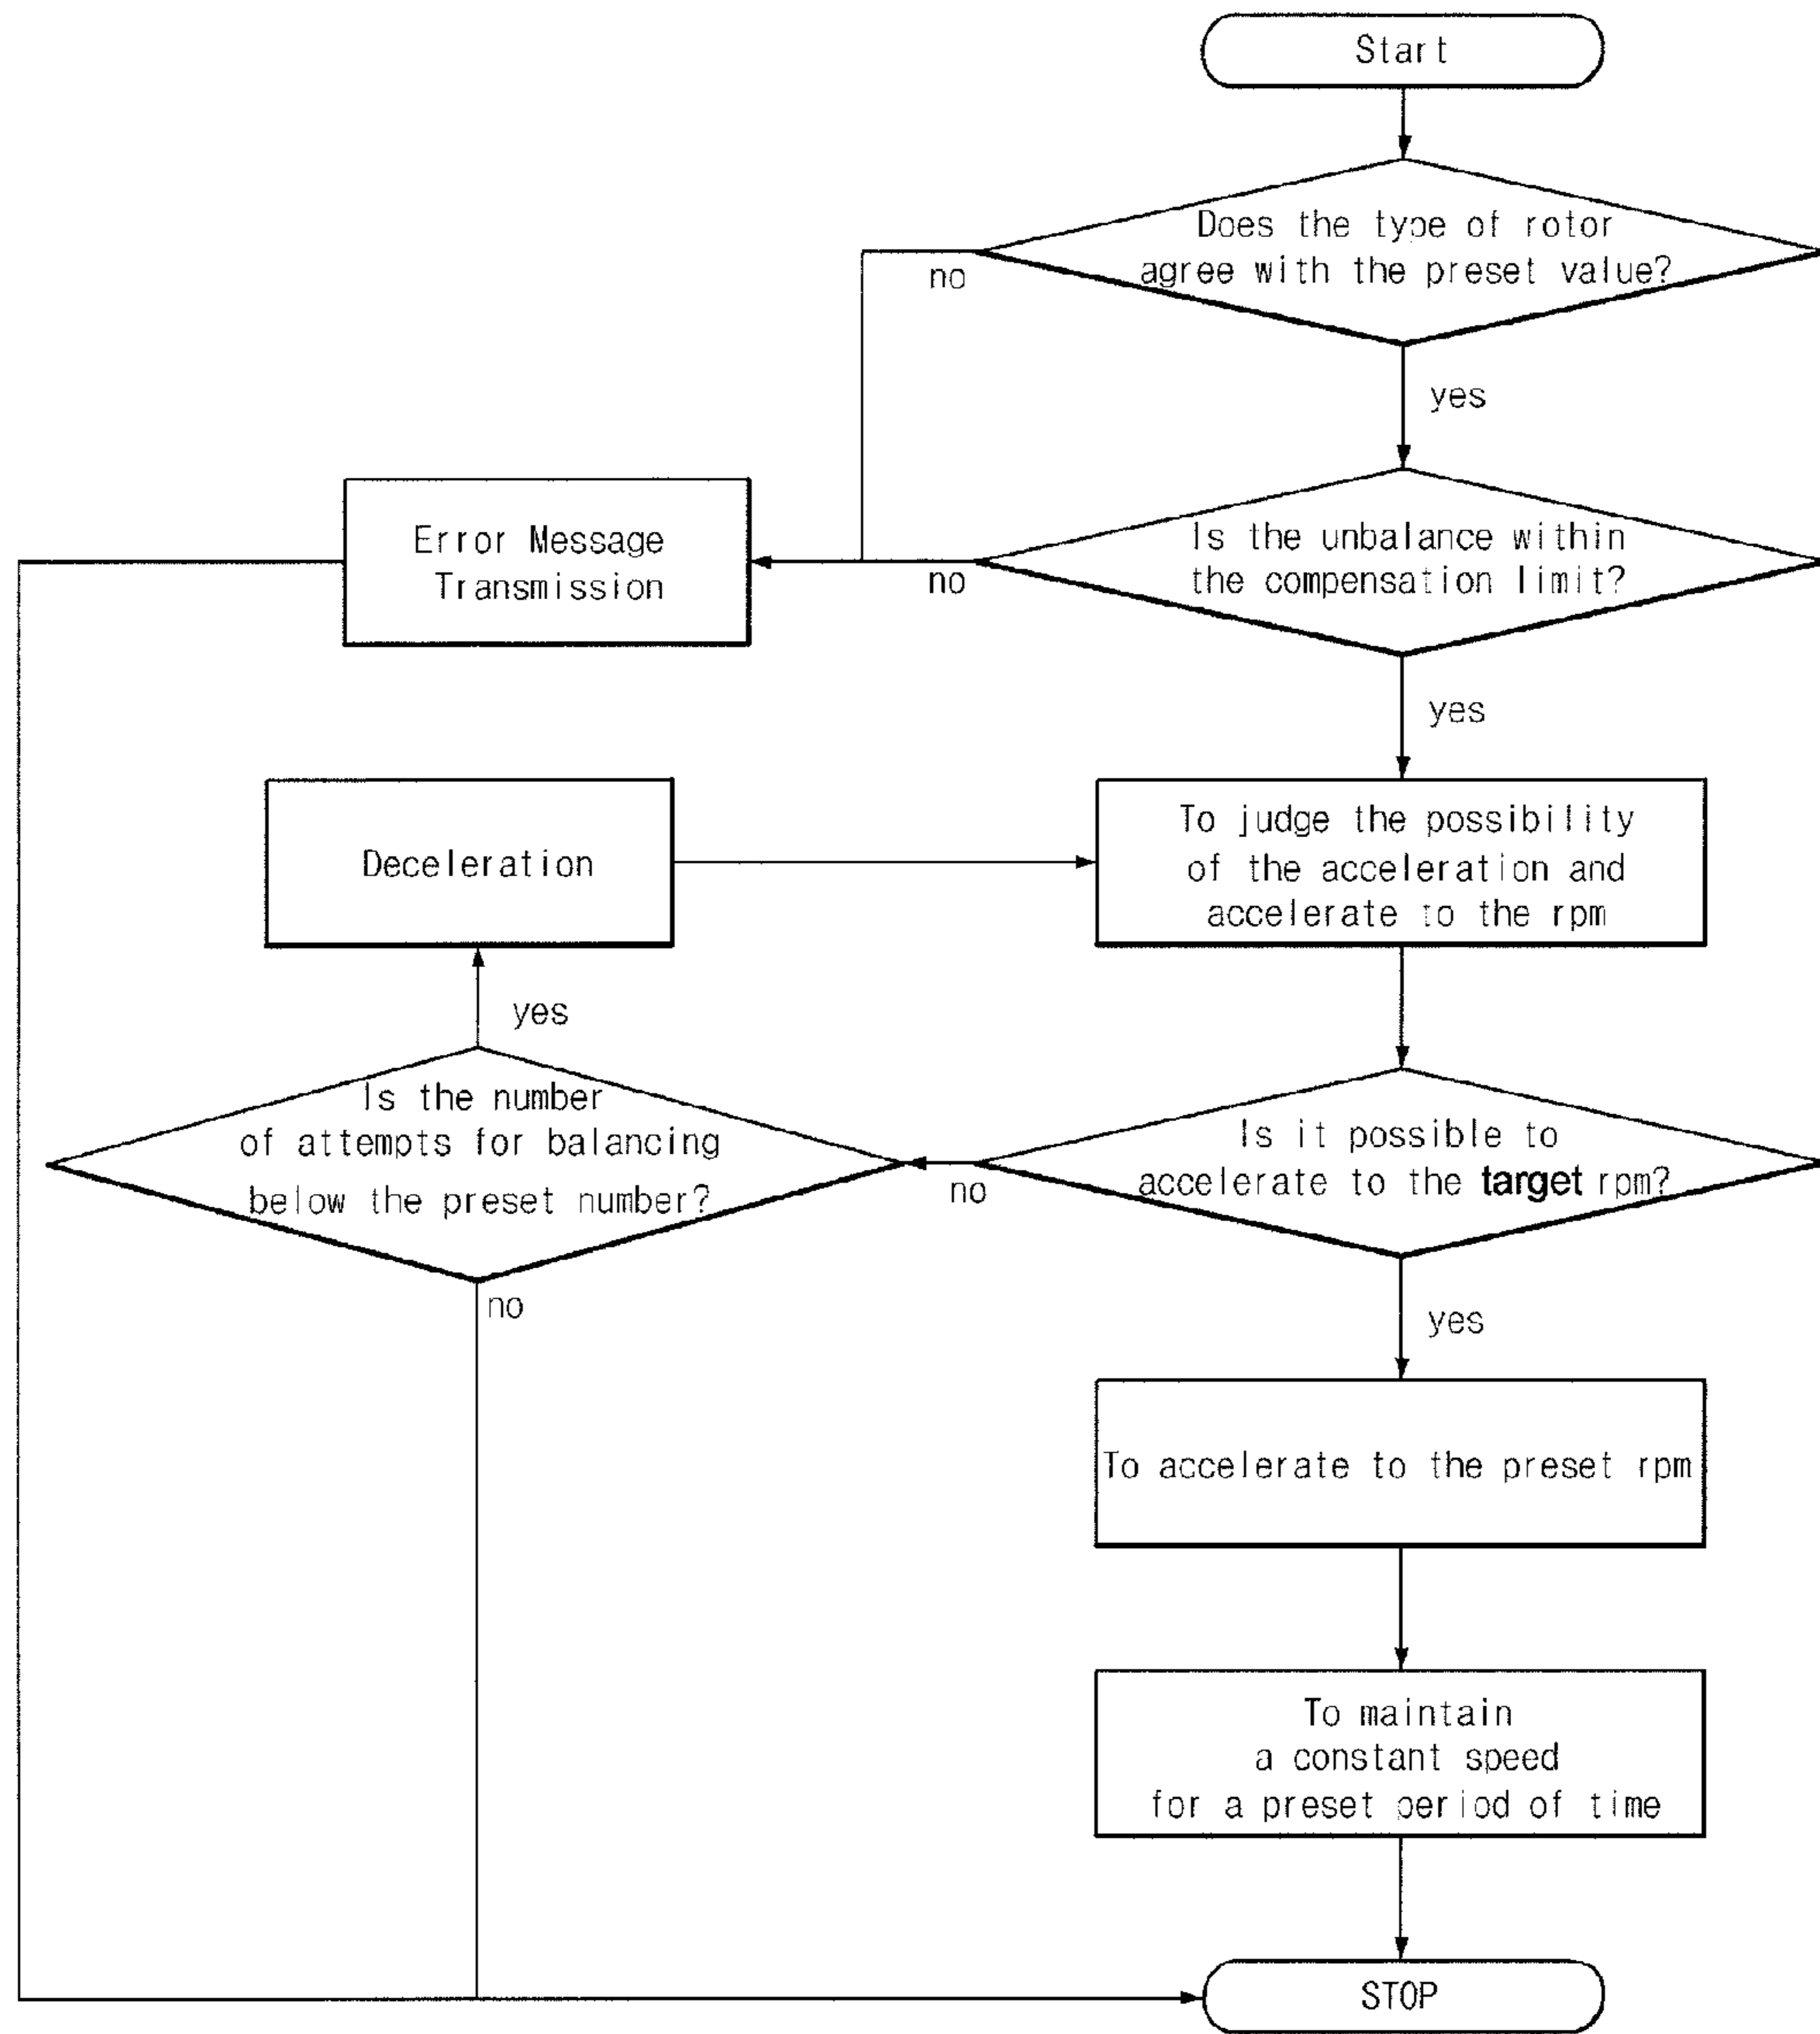 Start
Does the type of rotor
agree with the preset value?
no
yes
Error Message
Transmission
Is the unbalance within
the compensation limit?
no
yes
Deceleration
To judge the possibility
of the acceleration and
accelerate to the rpm
yes
Is the number
of attempts for balancing
below the preset number?
Is it possible to
accelerate to the target rpm?
no
no
yes
To accelerate to the preset rpm
To maintain
a constant speed
for a preset period of time
STOP